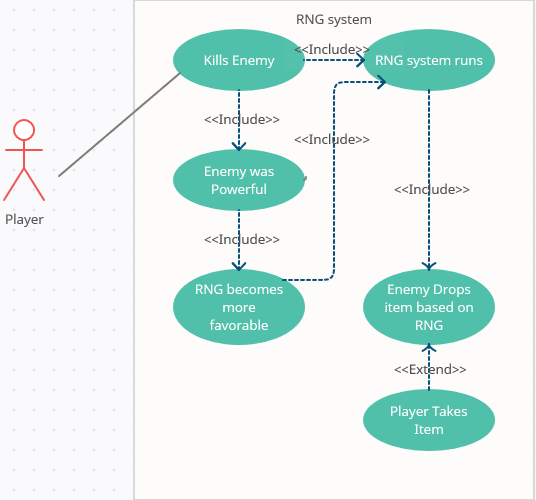 RNG system
Kills Enemy
<<Include>>
RNG system runs
<<Include>>
<<Include>>
Enemy was
Powerful
<<Include>>
Player
<<Include>>
RNG becomes
more
favorable
Enemy Drops
item based on
RNG
<<Extend>>
Player Takes
Item